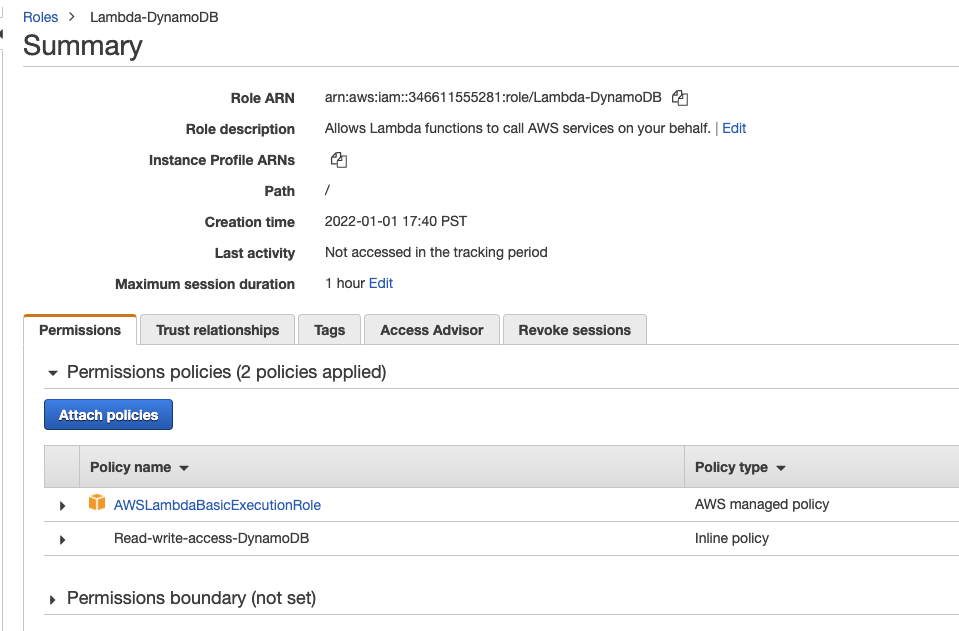 Roles > Lambda-DynamoDB
Summary
Role ARN arn:aws:iam::346611555281:role/Lambda-DynamoDB
Role description Allows Lambda functions to call AWS services on your behalf. | Edit
Instance Profile ARNs
Path /
Creation time 2022-01-01 17:40 PST
Last activity Not accessed in the tracking period
Maximum session duration 1 hour Edit
Permissions Trust relationships Tags Access Advisor Revoke sessions
Permissions policies (2 policies applied)
Attach policies
Policy name Policy type
AWSLambdaBasicExecutionRole AWS managed policy
Read-write-access-DynamoDB Inline policy
Permissions boundary (not set)